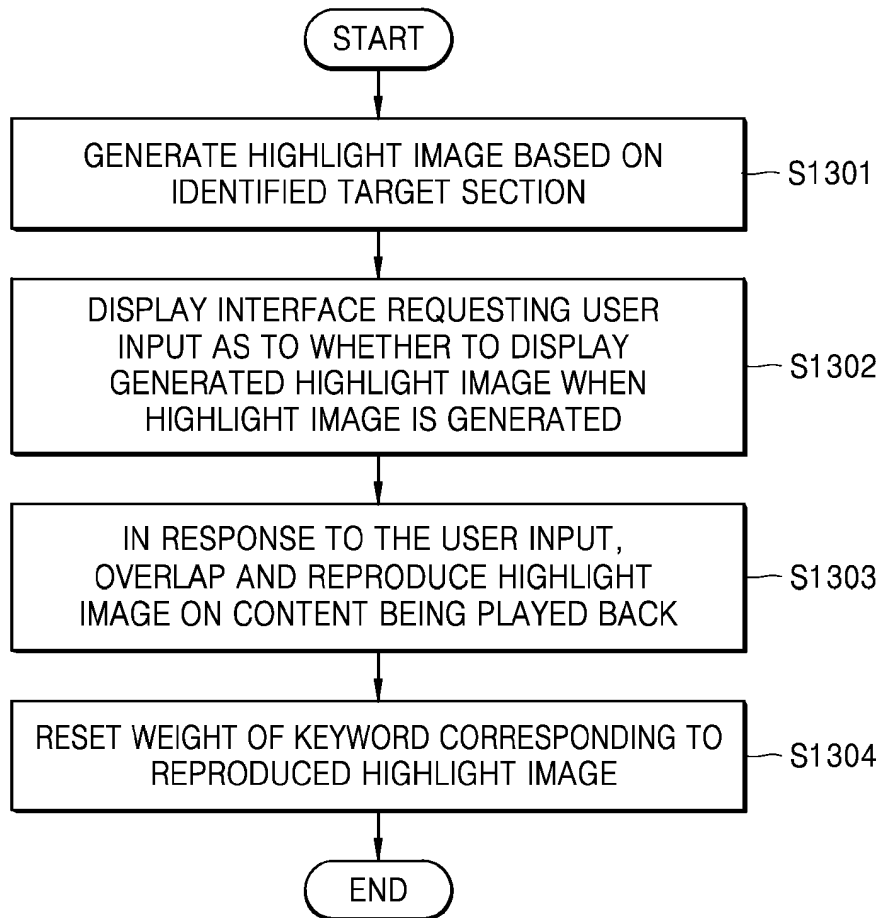 START
GENERATE HIGHLIGHT IMAGE BASED ON
IDENTIFIED TARGET SECTION
S1301
DISPLAY INTERFACE REQUESTING USER
INPUT AS TO WHETHER TO DISPLAY
GENERATED HIGHLIGHT IMAGE WHEN
HIGHLIGHT IMAGE IS GENERATED
S1302
IN RESPONSE TO THE USER INPUT,
OVERLAP AND REPRODUCE HIGHLIGHT
IMAGE ON CONTENT BEING PLAYED BACK
S1303
RESET WEIGHT OF KEYWORD CORRESPONDING TO
REPRODUCED HIGHLIGHT IMAGE
S1304
END